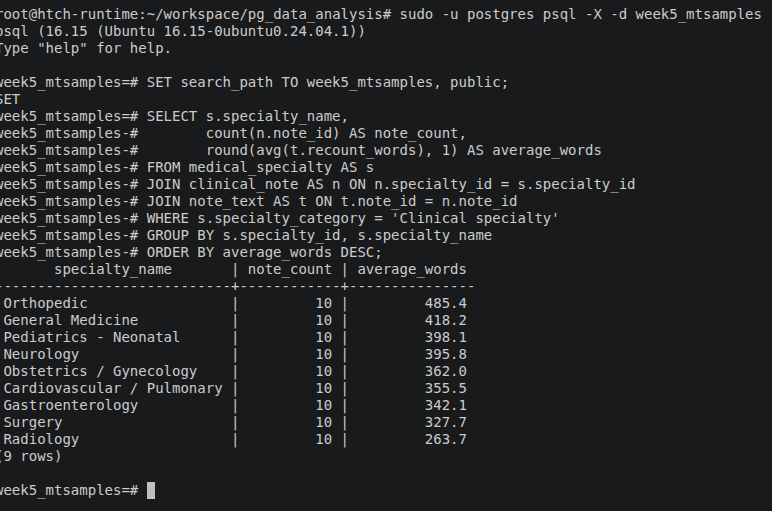 root@htch-runtime:~/workspace/pg_data_analysis# sudo -u postgres psql -X -d week5_mtsamples
psql (16.15 (Ubuntu 16.15-0ubuntu0.24.04.1))
Type "help" for help.

week5_mtsamples=# SET search_path TO week5_mtsamples, public;
SET
week5_mtsamples=# SELECT s.specialty_name,
week5_mtsamples-#        count(n.note_id) AS note_count,
week5_mtsamples-#        round(avg(t.recount_words), 1) AS average_words
week5_mtsamples-# FROM medical_specialty AS s
week5_mtsamples-# JOIN clinical_note AS n ON n.specialty_id = s.specialty_id
week5_mtsamples-# JOIN note_text AS t ON t.note_id = n.note_id
week5_mtsamples-# WHERE s.specialty_category = 'Clinical specialty'
week5_mtsamples-# GROUP BY s.specialty_id, s.specialty_name
week5_mtsamples-# ORDER BY average_words DESC;
      specialty_name       | note_count | average_words
---------------------------+------------+---------------
Orthopedic                 |         10 |         485.4
General Medicine           |         10 |         418.2
Pediatrics - Neonatal      |         10 |         398.1
Neurology                  |         10 |         395.8
Obstetrics / Gynecology    |         10 |         362.0
Cardiovascular / Pulmonary |         10 |         355.5
Gastroenterology           |         10 |         342.1
Surgery                    |         10 |         327.7
Radiology                  |         10 |         263.7
(9 rows)

week5_mtsamples=#